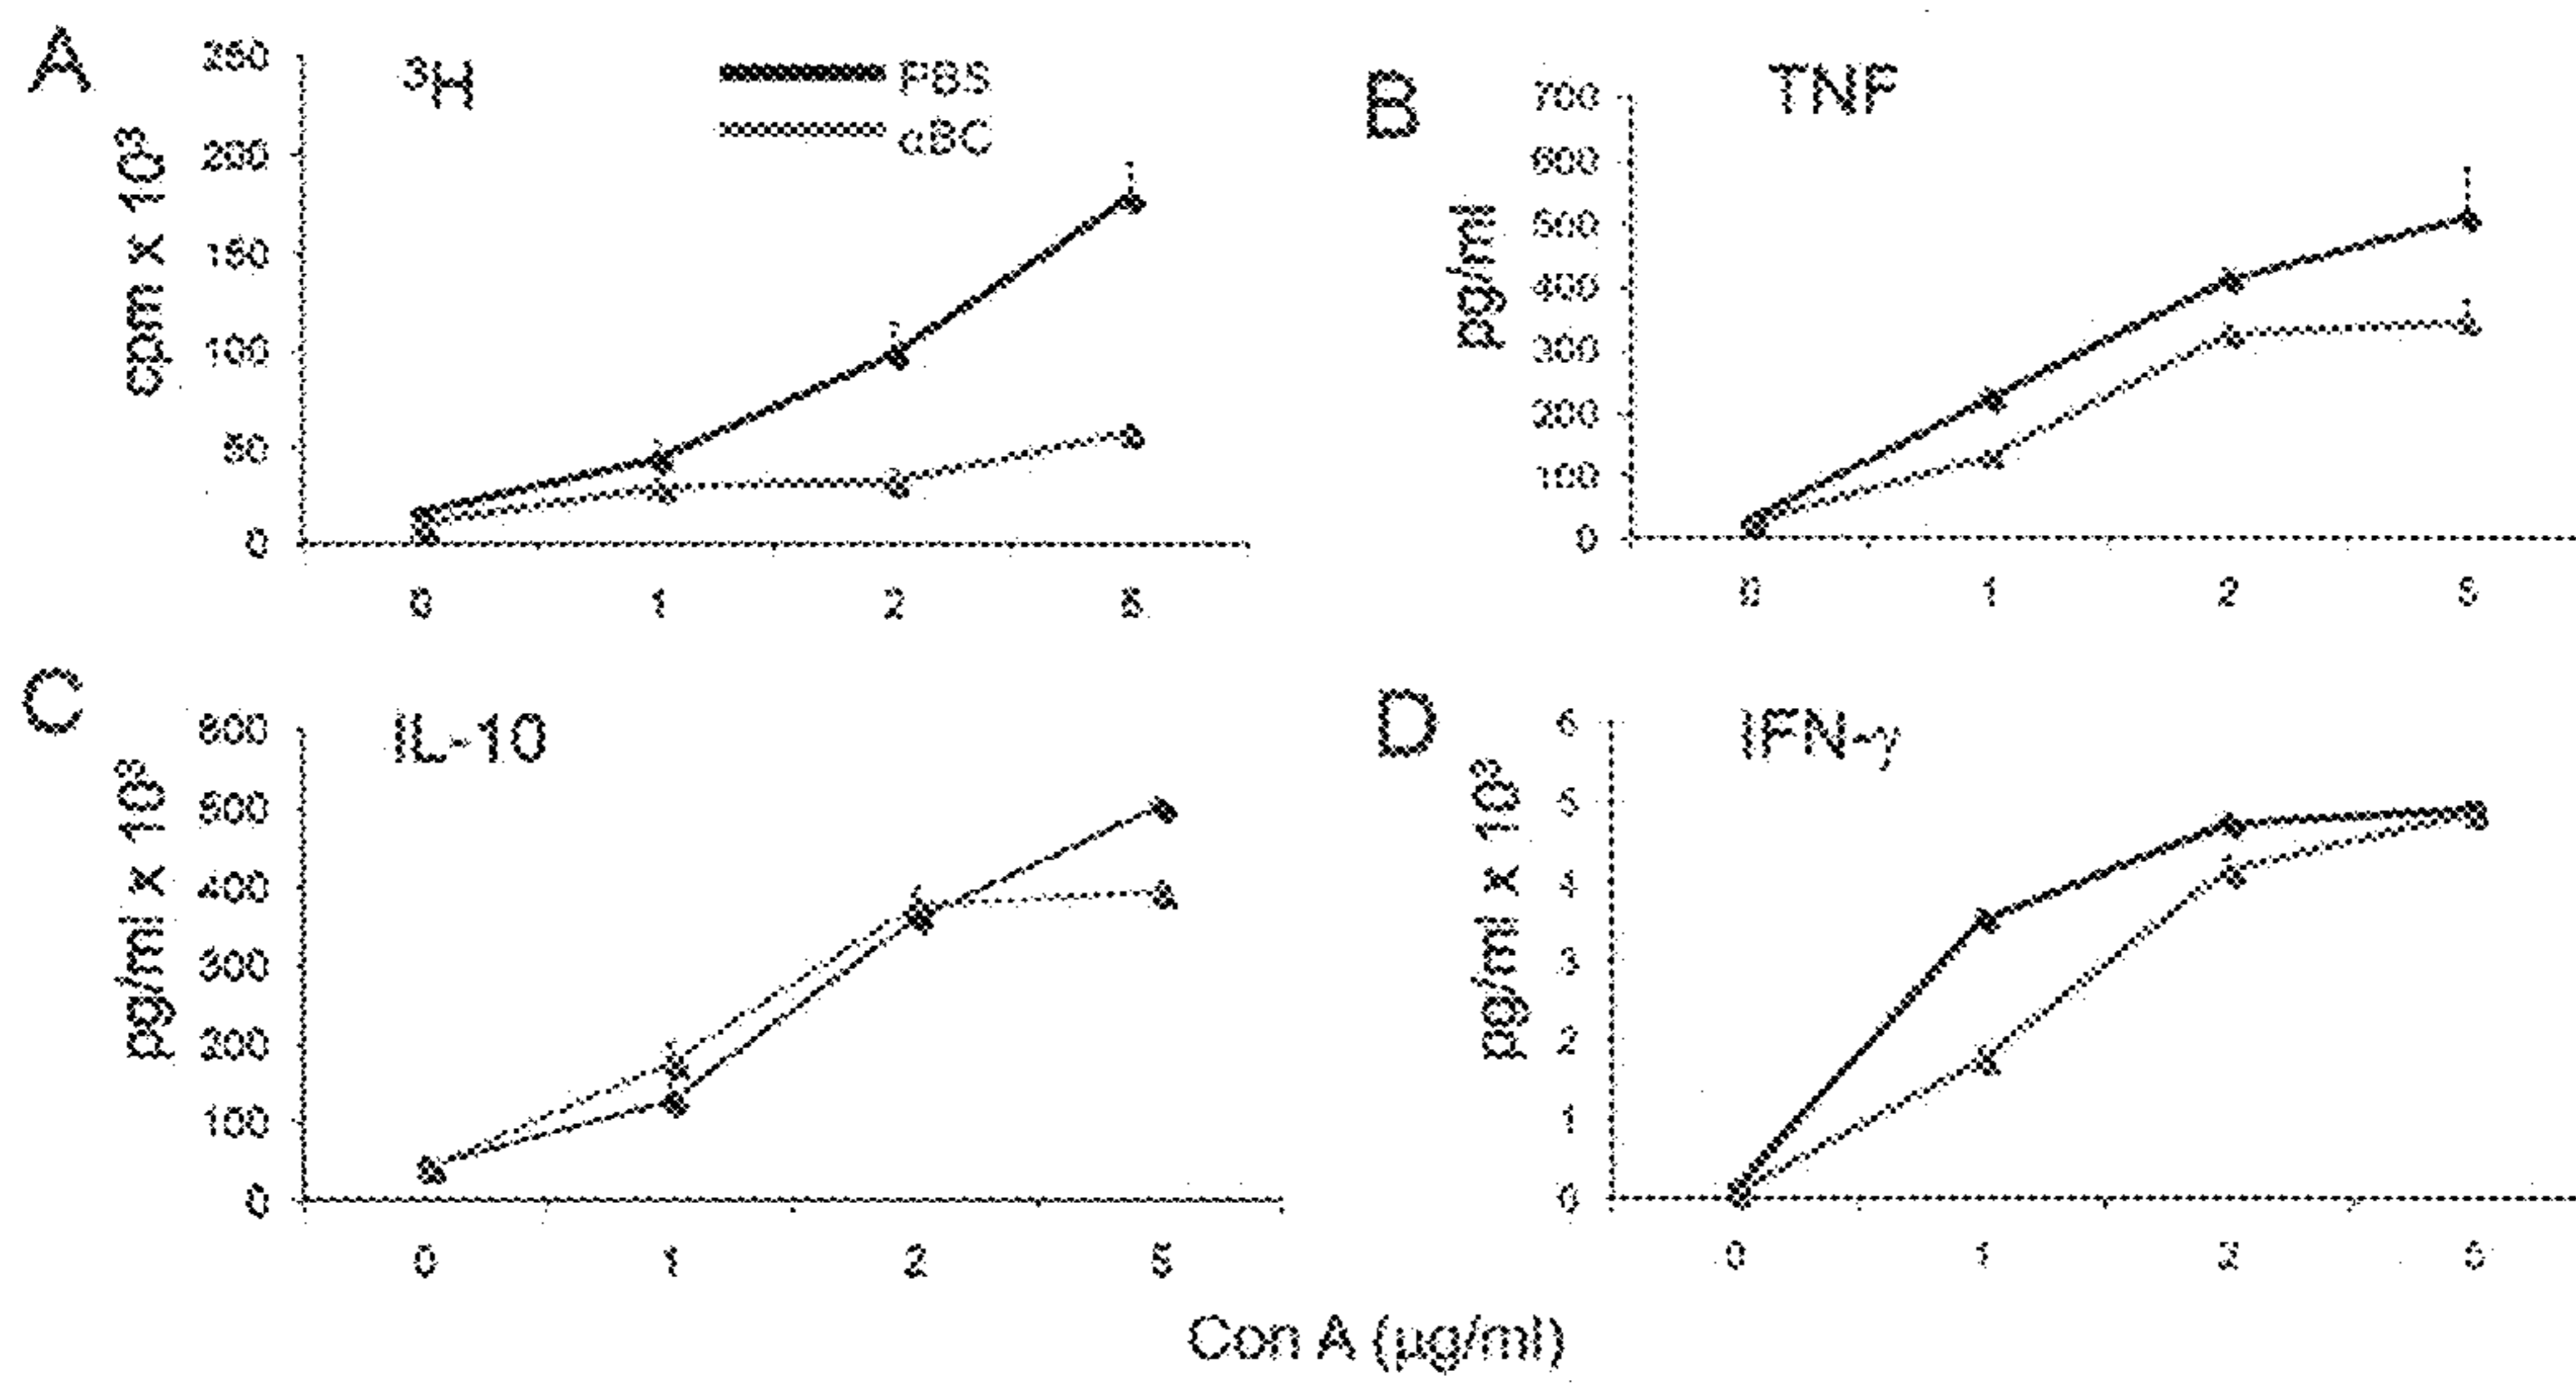 A
³H
PBS
αBC
cpm x 10³
250
200
150
100
50
0
0 1 2 5
B
TNF
pg/ml
700
600
500
400
300
200
100
0
0 1 2 5
C
IL-10
pg/ml x 10³
600
500
400
300
200
100
0
0 1 2 5
D
IFN-γ
pg/ml x 10³
6
5
4
3
2
1
0
0 1 2 5
Con A (µg/ml)